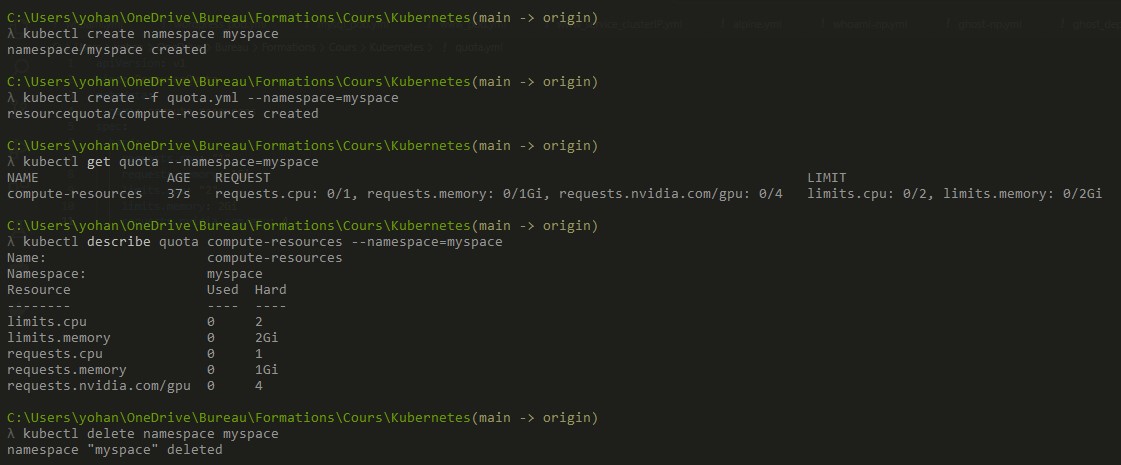 C:\Users\yohan\OneDrive\Bureau\Formations\Cours\Kubernetes(main -> origin)
λ kubectl create namespace myspace
namespace/myspace created
C:\Users\yohan\OneDrive\Bureau\Formations\Cours\Kubernetes(main -> origin)
λ kubectl create -f quota.yml --namespace=myspace
resourcequota/compute-resources created
C:\Users\yohan\OneDrive\Bureau\Formations\Cours\Kubernetes(main -> origin)
λ kubectl get quota --namespace=myspace
NAME AGE REQUEST LIMIT
compute-resources 37s requests.cpu: 0/1, requests.memory: 0/1Gi, requests.nvidia.com/gpu: 0/4 limits.cpu: 0/2, limits.memory: 0/2Gi
C:\Users\yohan\OneDrive\Bureau\Formations\Cours\Kubernetes(main -> origin)
λ kubectl describe quota compute-resources --namespace=myspace
Name: compute-resources
Namespace: myspace
Resource Used Hard
-------- ---- ----
limits.cpu 0 2
limits.memory 0 2Gi
requests.cpu 0 1
requests.memory 0 1Gi
requests.nvidia.com/gpu 0 4
C:\Users\yohan\OneDrive\Bureau\Formations\Cours\Kubernetes(main -> origin)
λ kubectl delete namespace myspace
namespace "myspace" deleted